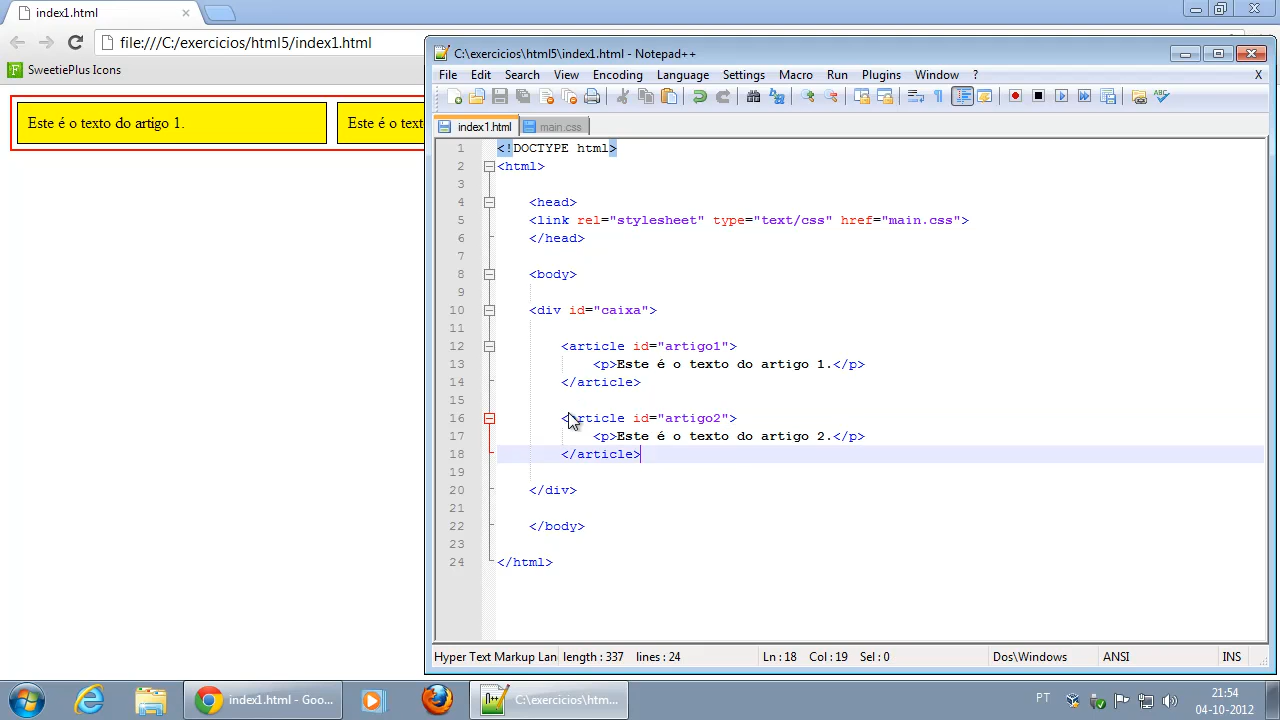 index1.html
file:///C:/exercicios/html5/index1.html
SweetiePlus Icons
Este é o texto do artigo 1.
Este é o text
C:\exercicios\html5\index1.html - Notepad++
File Edit Search View Encoding Language Settings Macro Run Plugins Window ? X
index1.html main.css
1 <!DOCTYPE html>
2 <html>
3
4 <head>
5 <link rel="stylesheet" type="text/css" href="main.css">
6 </head>
7
8 <body>
9
10 <div id="caixa">
11
12 <article id="artigo1">
13 <p>Este é o texto do artigo 1.</p>
14 </article>
15
16 <article id="artigo2">
17 <p>Este é o texto do artigo 2.</p>
18 </article>
19
20 </div>
21
22 </body>
23
24 </html>
Hyper Text Markup Lan length : 337 lines : 24 Ln : 18 Col : 19 Sel : 0 Dos\Windows ANSI INS
index1.html - Goo...
C:\exercicios\htm...
PT
21:54
04-10-2012